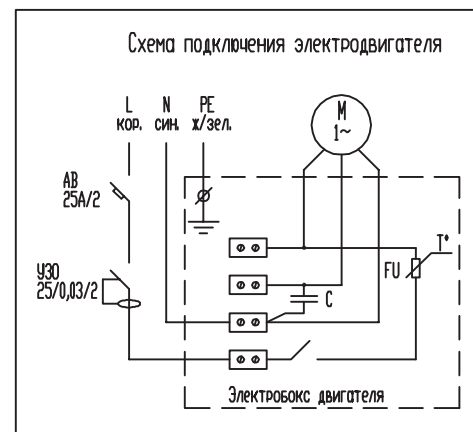 Схема подключения электродвигателя
L N PE
кор. син. ж/зел.
M
1~
АВ
25А/2
T°
УЗО
25/0,03/2
FU
C
Электробокс двигателя